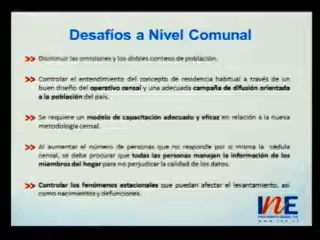 Desafíos a Nivel Comunal
Disminuir las omisiones y los dobles conteos de población.
Controlar el entendimiento del concepto de residencia habitual a través de un
buen diseño del operativo censal y una adecuada campaña de difusión orientada
a la población del país.
Se requiere un modelo de capacitación adecuado y eficaz en relación a la nueva
metodología censal.
Al aumentar el número de personas que no responde por si misma la cédula
censal, se debe procurar que todas las personas manejen la información de los
miembros del hogar para no perjudicar la calidad de los datos.
Controlar los fenómenos estacionales que puedan afectar el levantamiento, así
como nacimientos y defunciones.
INE